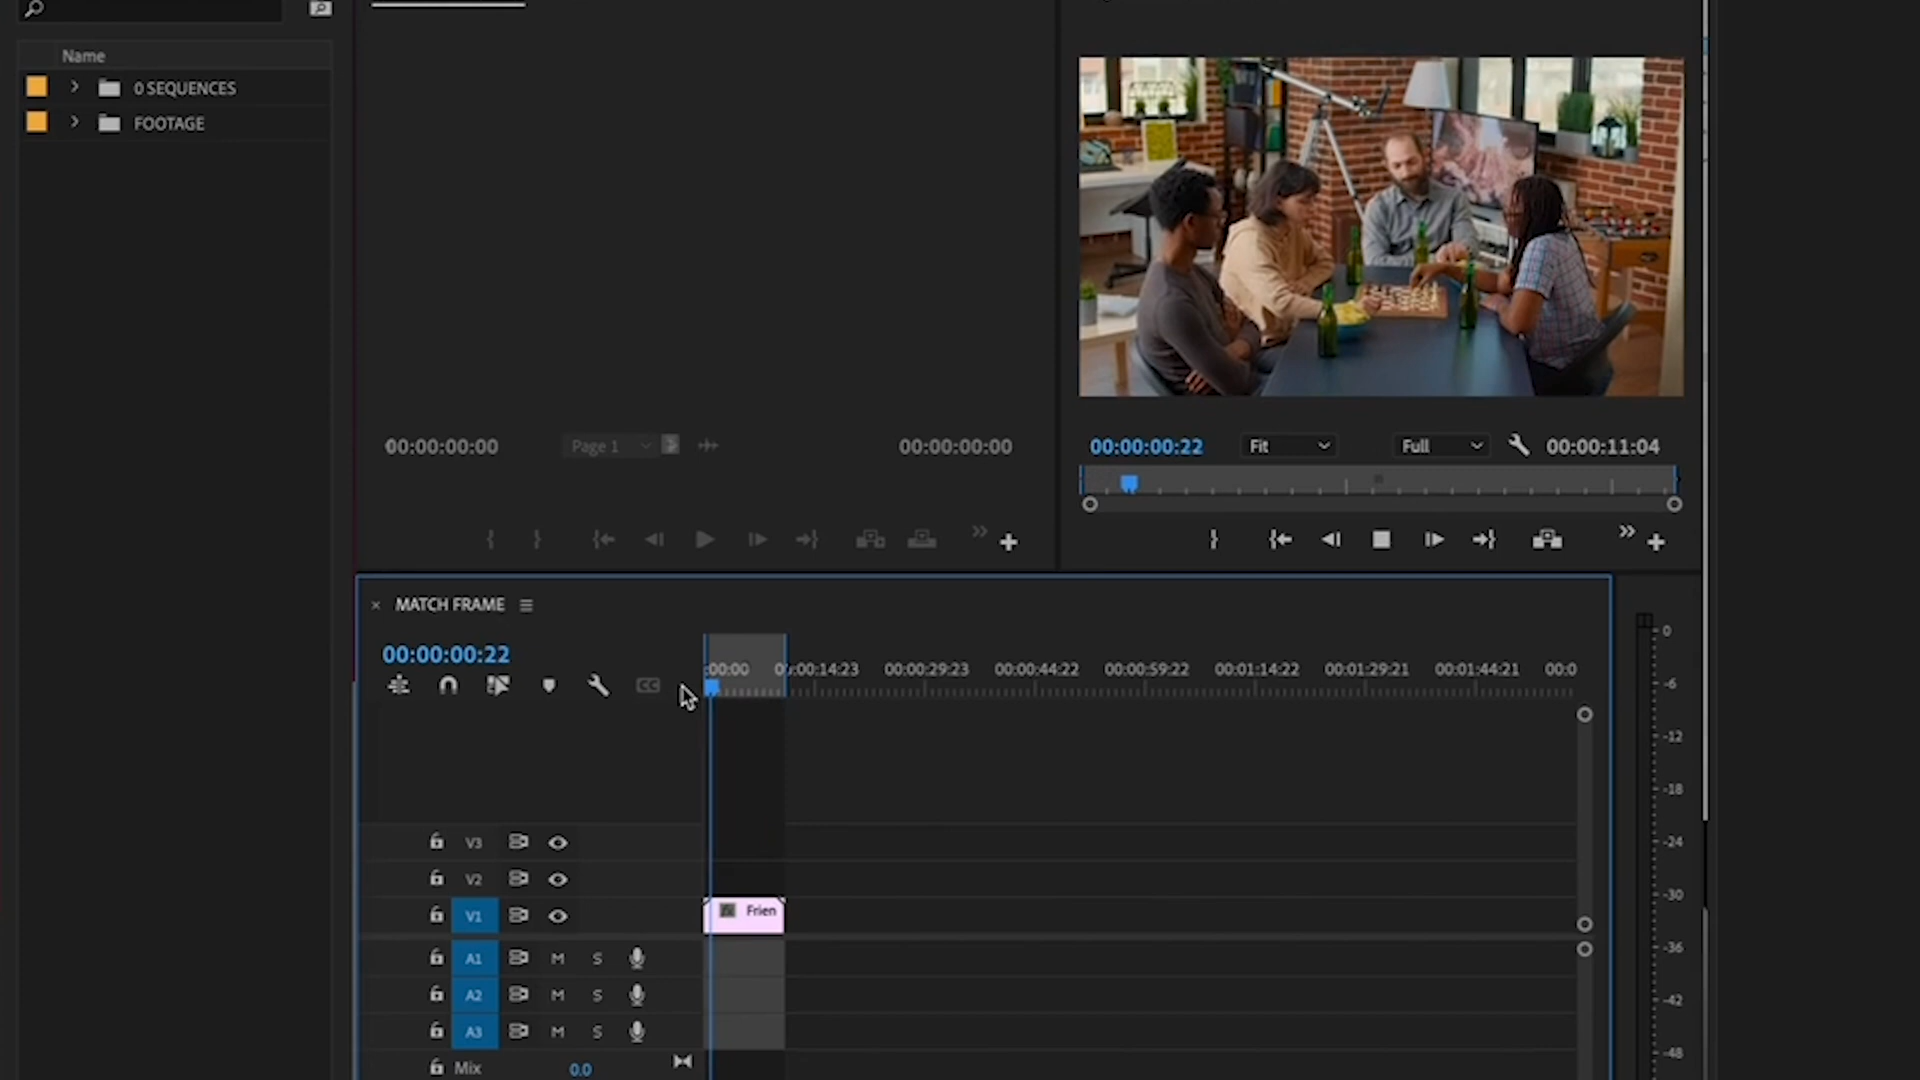 Name
0 SEQUENCES
FOOTAGE
00:00:00:00
Page 1
00:00:00:00
00:00:00:22
Fit
Full
00:00:11:04
MATCH FRAME
00:00:00:22
:00:00
00:00:14:23
00:00:29:23
00:00:44:22
00:00:59:22
00:01:14:22
00:01:29:21
00:01:44:21
00:0
CC
V3
V2
V1
Frien
A1 M S
A2 M S
A3 M S
Mix 0.0
0
-6
-12
-18
-24
-30
-36
-42
-48